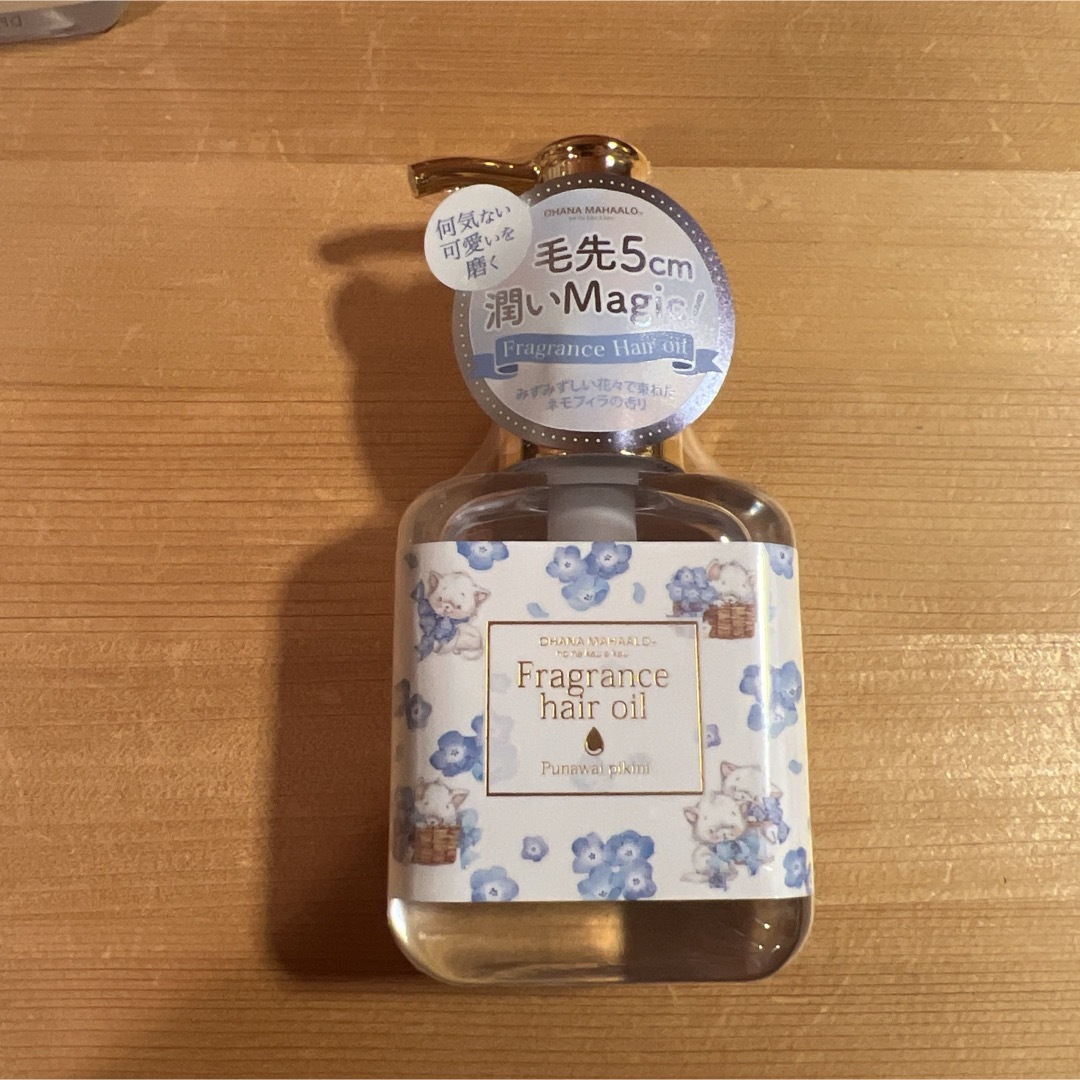 何気ない
可愛いを
磨く
OHANA MAHAALO
毛先5cm
潤いMagic!
Fragrance Hair oil
みずみずしい花々で束ねた
ネモフィラの香り
OHANA MAHAALO
Fragrance
hair oil
Punawai pikini